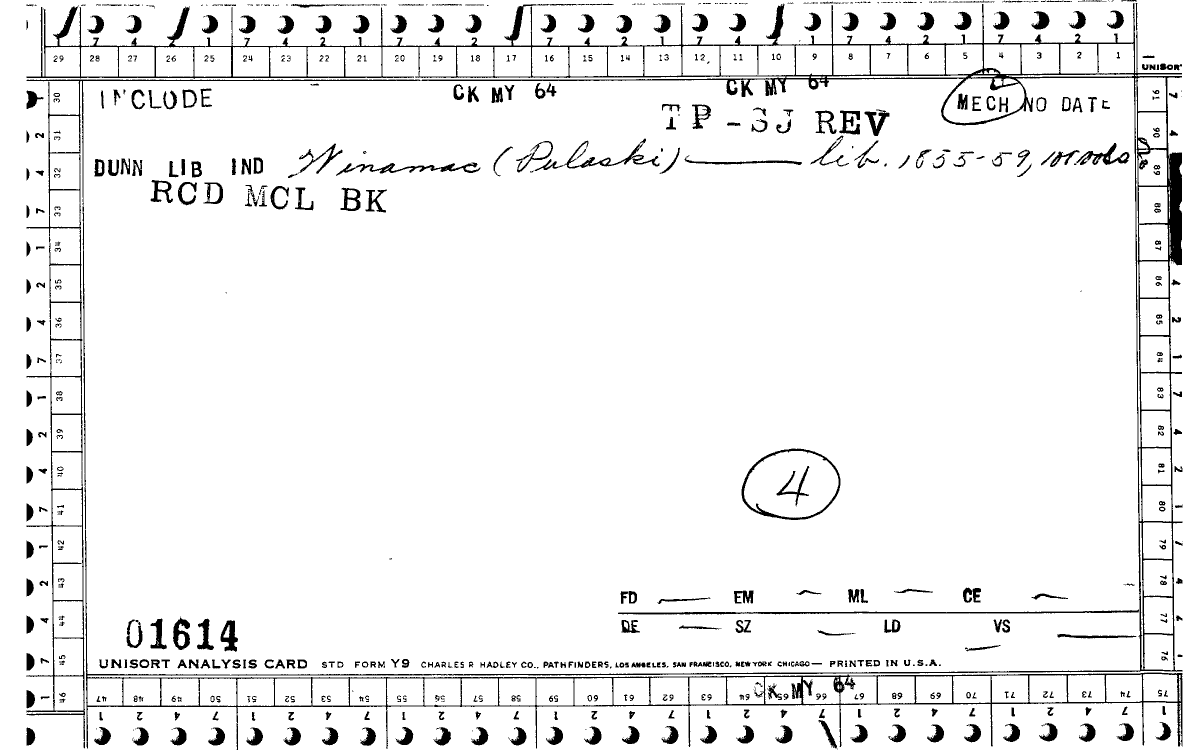 7 4 2 1 7 4 2 1 7 4 2 1 7 4 2 1 7 4 2 1 7 4 2 1 7 4 2 1
29 28 27 26 25 24 23 22 21 20 19 18 17 16 15 14 13 12 11 10 9 8 7 6 5 4 3 2 1
UNISORT
INCLUDE CK MY 64 CK MY 64 MECH NO DATE
TP-SJ REV
DUNN LIB IND Winamac (Pulaski) — lib. 1855-59,
RCD MCL BK
30 31 32 33 34 35 36 37 38 39 40 41 42 43 44 45 46
91 90 89 88 87 86 85 84 83 82 81 80 79 78 77 76 75
4
FD — EM — ML — CE —
DE — SZ — LD — VS —
01614
UNISORT ANALYSIS CARD STD FORM Y9 CHARLES R HADLEY CO., PATHFINDERS, LOS ANGELES, SAN FRANCISCO, NEW YORK CHICAGO — PRINTED IN U.S.A.
CK MY 64
47 48 49 50 51 52 53 54 55 56 57 58 59 60 61 62 63 64 65 66 67 68 69 70 71 72 73 74 75
1 2 4 7 1 2 4 7 1 2 4 7 1 2 4 7 1 2 4 7 1 2 4 7 1 2 4 7 1